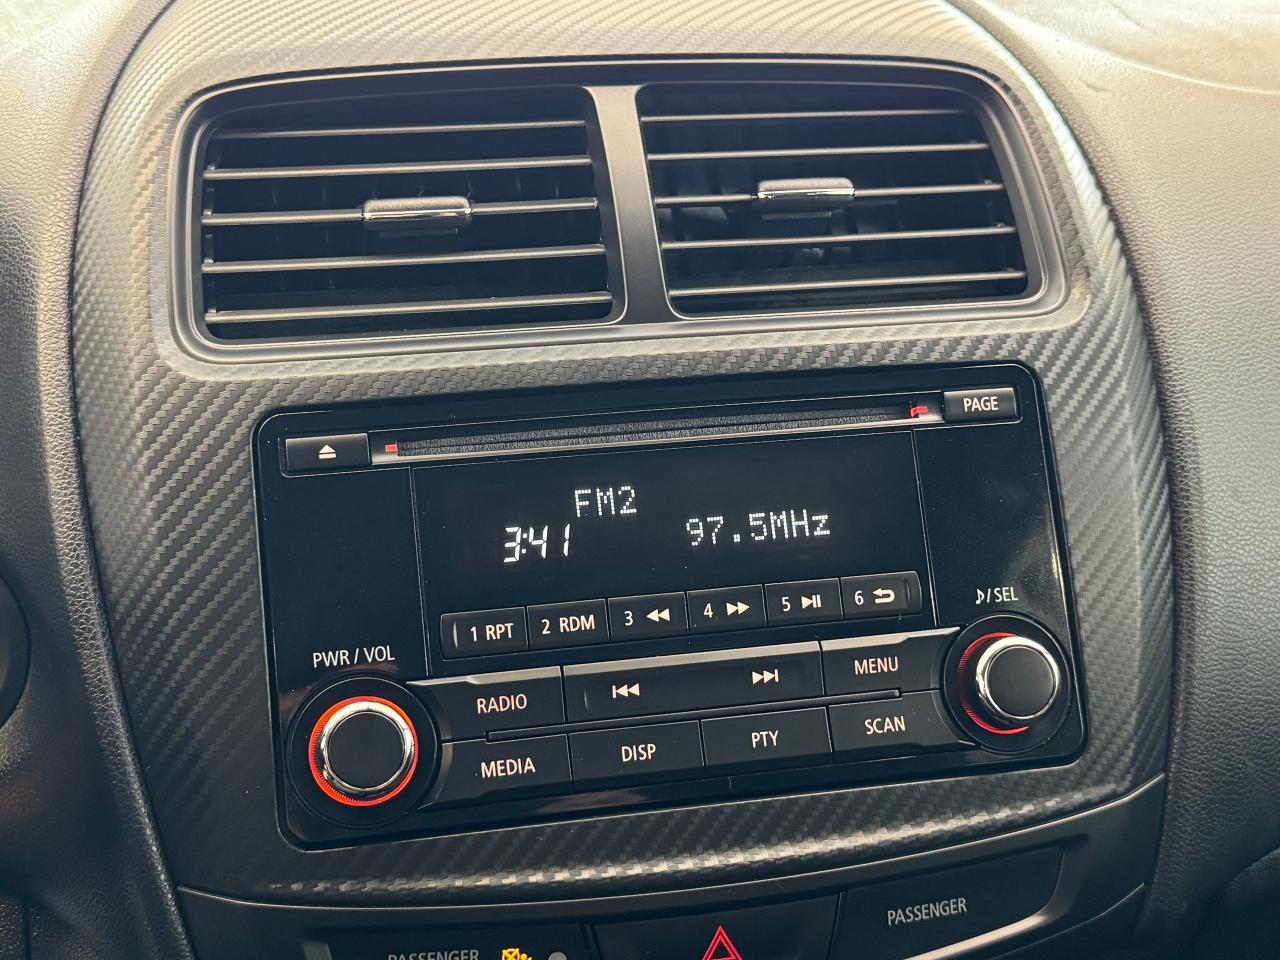 PAGE
FM2
3:41 97.5MHz
1 RPT 2 RDM 3 4 5 6
PWR / VOL
/SEL
RADIO
MENU
MEDIA DISP PTY SCAN
PASSENGER
PASSENGER